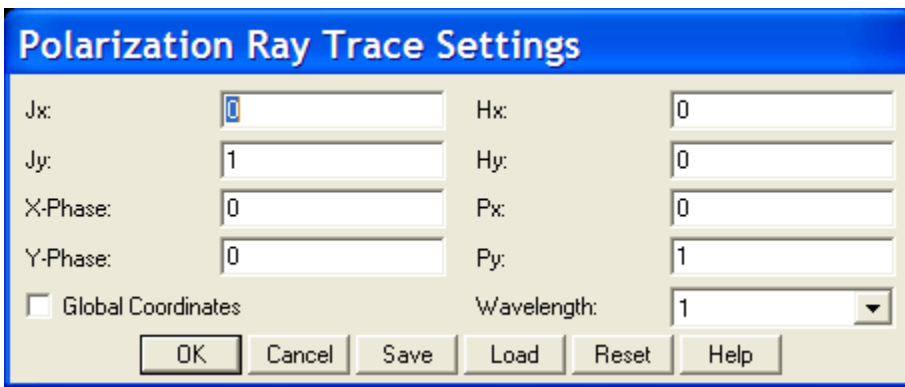 Polarization Ray Trace Settings
Jx: 0 Hx: 0
Jy: 1 Hy: 0
X-Phase: 0 Px: 0
Y-Phase: 0 Py: 1
Global Coordinates Wavelength: 1
OK Cancel Save Load Reset Help